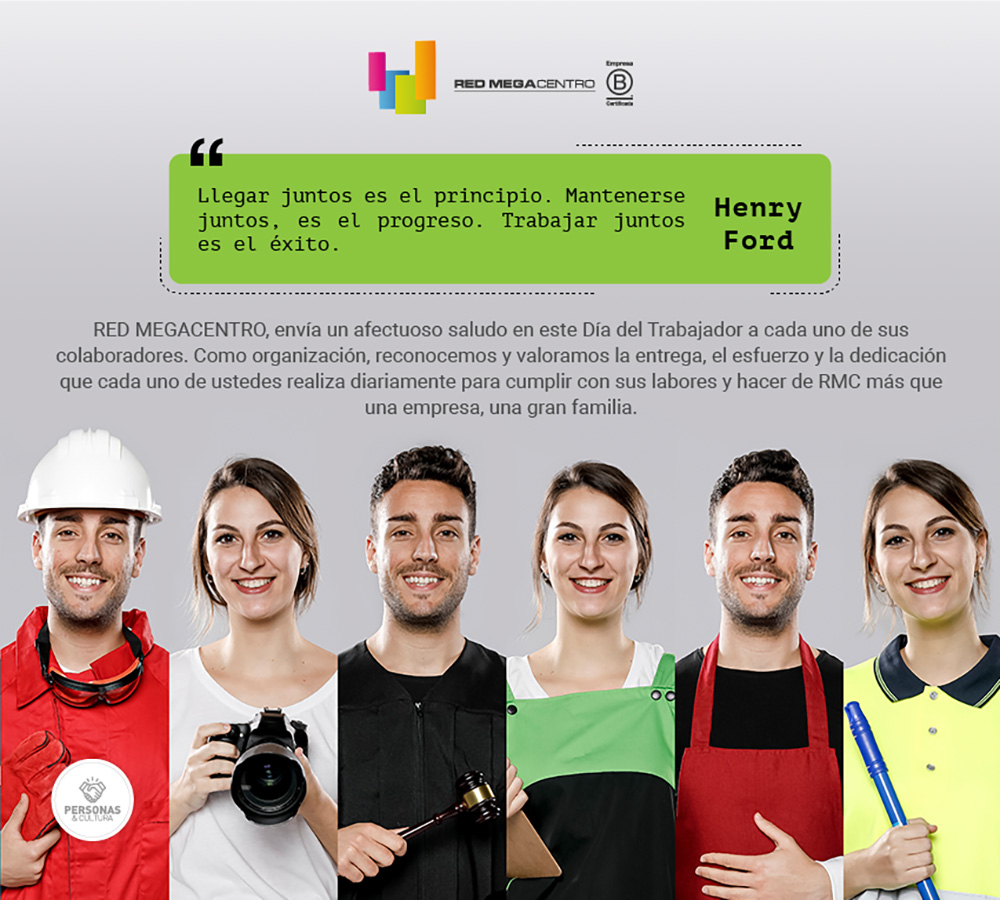 RED MEGACENTRO
Empresa
B
Certificada
“
Llegar juntos es el principio. Mantenerse
juntos, es el progreso. Trabajar juntos
es el éxito.
Henry
Ford
RED MEGACENTRO, envía un afectuoso saludo en este Día del Trabajador a cada uno de sus
colaboradores. Como organización, reconocemos y valoramos la entrega, el esfuerzo y la dedicación
que cada uno de ustedes realiza diariamente para cumplir con sus labores y hacer de RMC más que
una empresa, una gran familia.
PERSONAS
& CULTURA